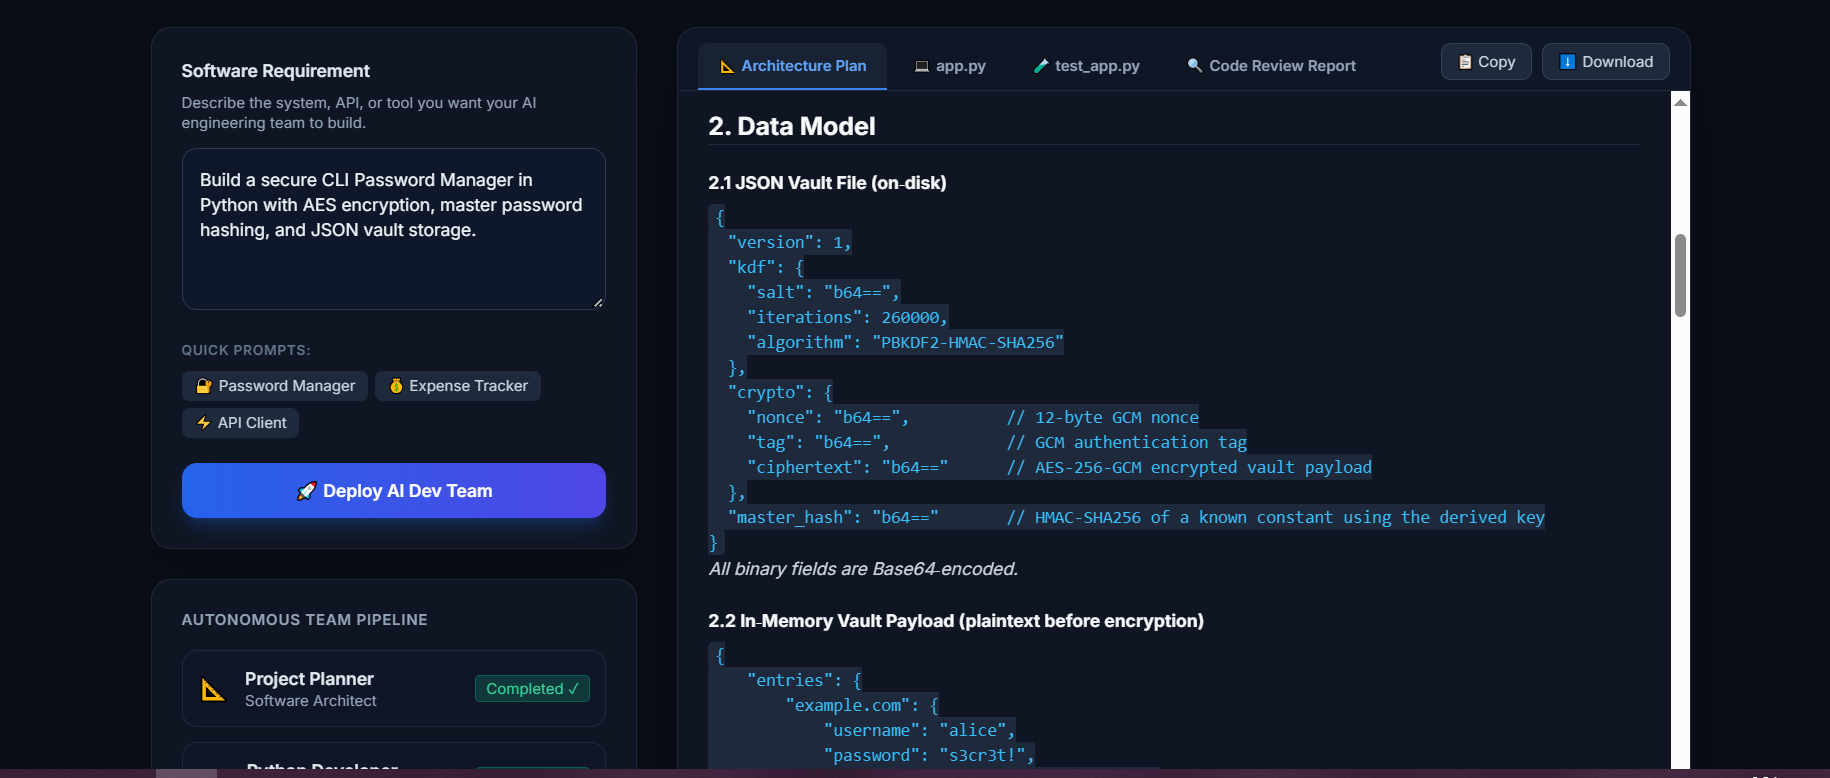 Software Requirement
Describe the system, API, or tool you want your AI
engineering team to build.
Build a secure CLI Password Manager in
Python with AES encryption, master password
hashing, and JSON vault storage.
QUICK PROMPTS:
🔐 Password Manager
💰 Expense Tracker
⚡ API Client
🚀 Deploy AI Dev Team
AUTONOMOUS TEAM PIPELINE
Project Planner
Software Architect
Completed ✓
Python Developer
📐 Architecture Plan
💻 app.py
🧪 test_app.py
🔍 Code Review Report
📋 Copy
⬇️ Download
2. Data Model
2.1 JSON Vault File (on‑disk)
{
  "version": 1,
  "kdf": {
    "salt": "b64==",
    "iterations": 260000,
    "algorithm": "PBKDF2-HMAC-SHA256"
  },
  "crypto": {
    "nonce": "b64==",          // 12-byte GCM nonce
    "tag": "b64==",            // GCM authentication tag
    "ciphertext": "b64=="      // AES-256-GCM encrypted vault payload
  },
  "master_hash": "b64=="       // HMAC-SHA256 of a known constant using the derived key
}
All binary fields are Base64‑encoded.
2.2 In‑Memory Vault Payload (plaintext before encryption)
{
    "entries": {
        "example.com": {
            "username": "alice",
            "password": "s3cr3t!",